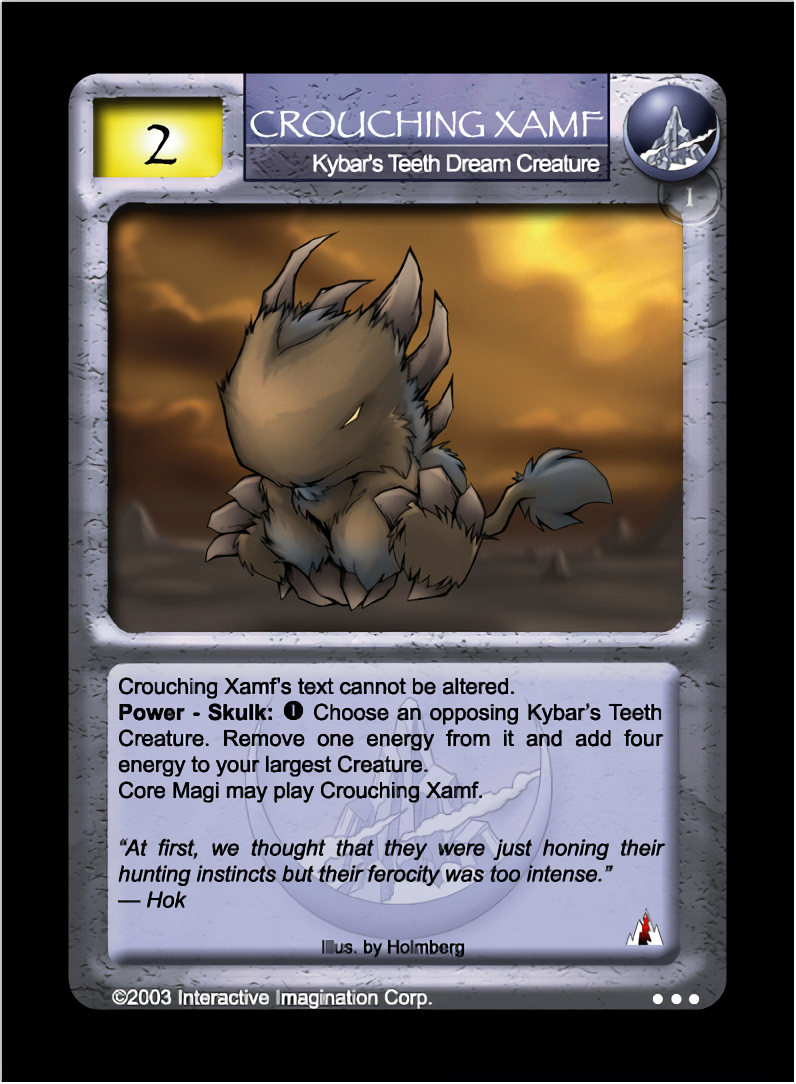 2
CROUCHING XAMF
Kybar's Teeth Dream Creature
I
Crouching Xamf's text cannot be altered.
Power - Skulk: ❶ Choose an opposing Kybar's Teeth
Creature. Remove one energy from it and add four
energy to your largest Creature.
Core Magi may play Crouching Xamf.
“At first, we thought that they were just honing their
hunting instincts but their ferocity was too intense.”
— Hok
Illus. by Holmberg
©2003 Interactive Imagination Corp.